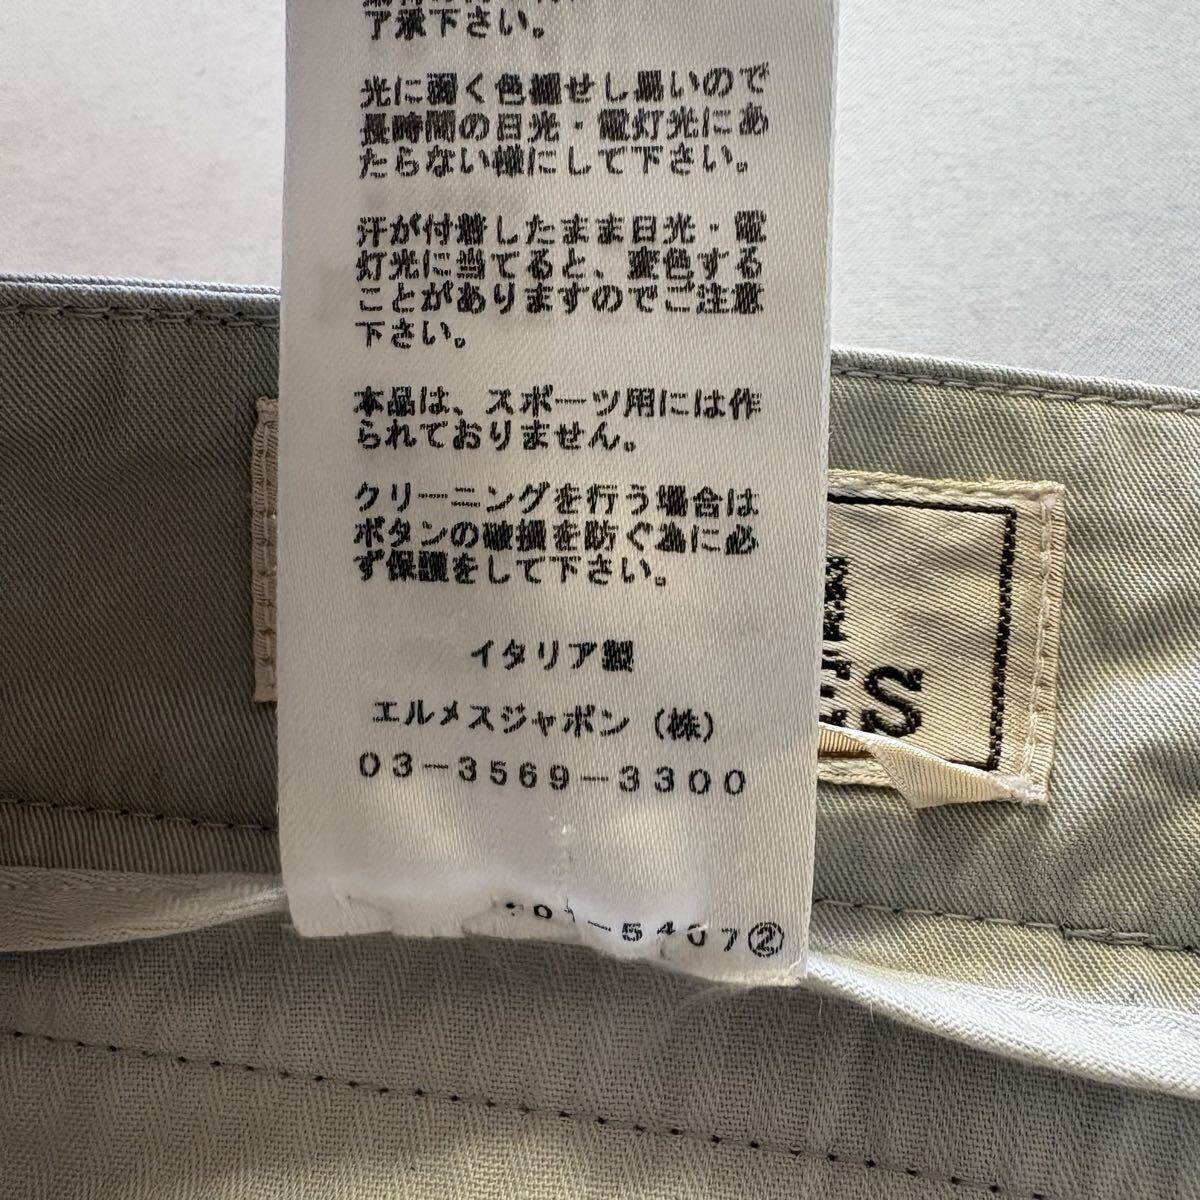 了承下さい。
光に弱く色褪せし易いので
長時間の日光・電灯光にあ
たらない様にして下さい。
汗が付着したまま日光・電
灯光に当てると、変色する
ことがありますのでご注意
下さい。
本品は、スポーツ用には作
られておりません。
クリーニングを行う場合は
ボタンの破損を防ぐ為に必
ず保護をして下さい。
イタリア製
エルメスジャポン（株）
03-3569-3300
01-5407②
ES